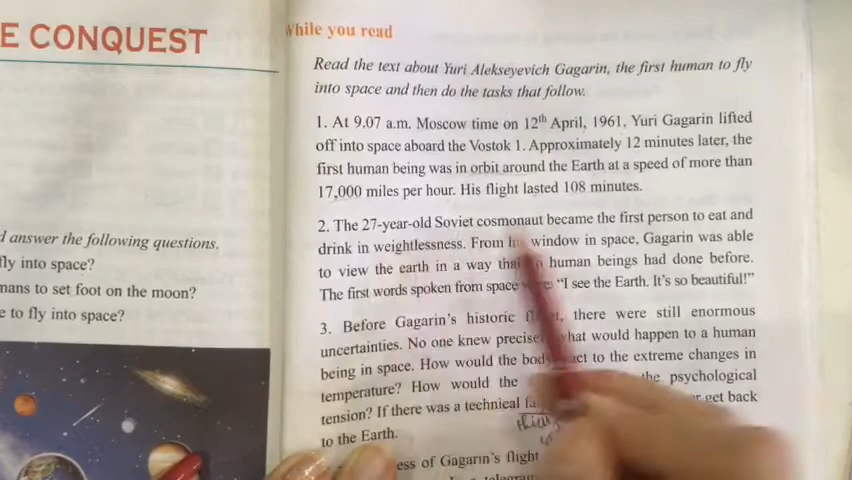 E CONQUEST
d answer the following questions.
fly into space?
mans to set foot on the moon?
e to fly into space?
While you read
Read the text about Yuri Alekseyevich Gagarin, the first human to fly
into space and then do the tasks that follow.
1. At 9.07 a.m. Moscow time on 12th April, 1961, Yuri Gagarin lifted
off into space aboard the Vostok 1. Approximately 12 minutes later, the
first human being was in orbit around the Earth at a speed of more than
17,000 miles per hour. His flight lasted 108 minutes.
2. The 27-year-old Soviet cosmonaut became the first person to eat and
drink in weightlessness. From window in space, Gagarin was able
to view the earth in a way human beings had done before.
The first words spoken from space "I see the Earth. It's so beautiful!"
3. Before Gagarin's historic there were still enormous
uncertainties. No one knew what would happen to a human
being in space. How would the to the extreme changes in
temperature? How would the the psychological
tension? If there was a technical get back
to the Earth.
ess of Gagarin's flight